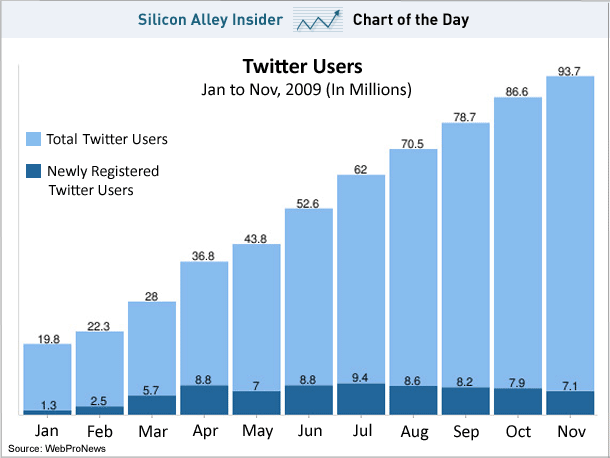 Silicon Alley Insider Chart of the Day
Twitter Users
Jan to Nov, 2009 (In Millions)
Total Twitter Users
Newly Registered
Twitter Users
19.8 22.3 28 36.8 43.8 52.6 62 70.5 78.7 86.6 93.7
1.3 2.5 5.7 8.8 7 8.8 9.4 8.6 8.2 7.9 7.1
Jan Feb Mar Apr May Jun Jul Aug Sep Oct Nov
Source: WebProNews